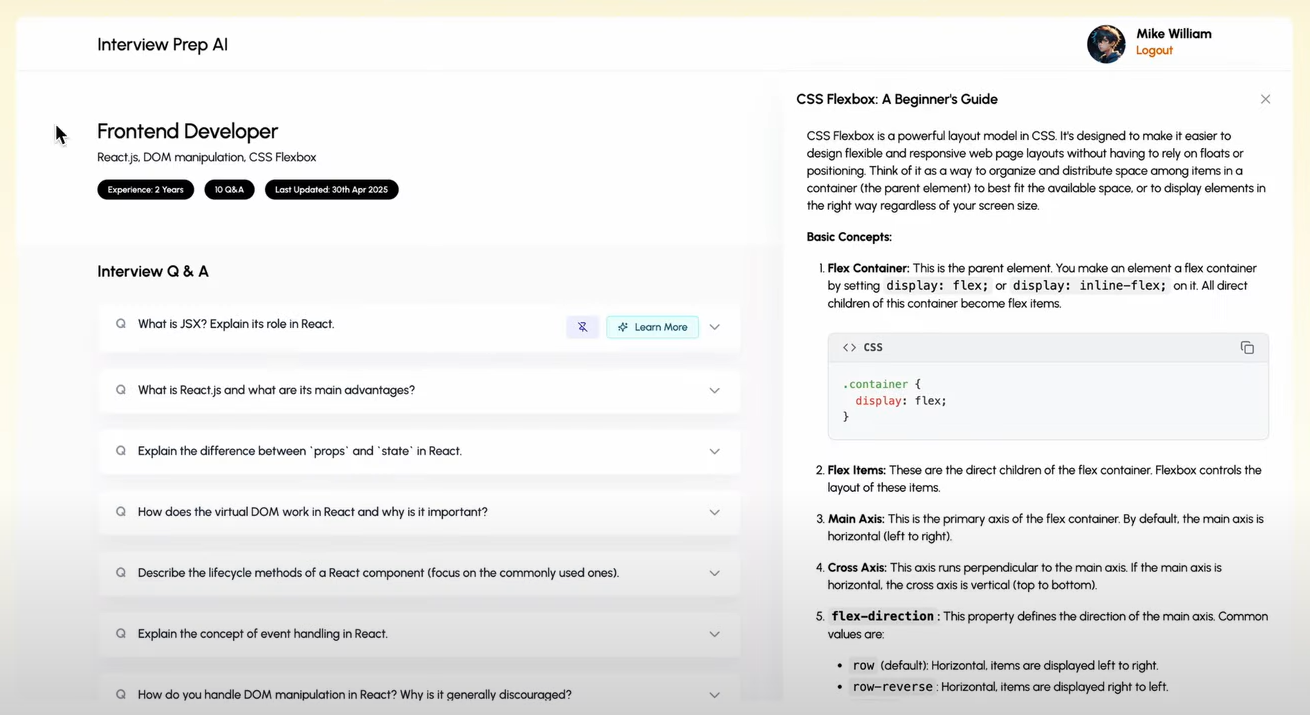 Interview Prep AI
Mike William
Logout
Frontend Developer
React.js, DOM manipulation, CSS Flexbox
Experience: 2 Years
10 Q&A
Last Updated: 30th Apr 2025
Interview Q & A
Q What is JSX? Explain its role in React.
Learn More
Q What is React.js and what are its main advantages?
Q Explain the difference between `props` and `state` in React.
Q How does the virtual DOM work in React and why is it important?
Q Describe the lifecycle methods of a React component (focus on the commonly used ones).
Q Explain the concept of event handling in React.
Q How do you handle DOM manipulation in React? Why is it generally discouraged?
CSS Flexbox: A Beginner's Guide
CSS Flexbox is a powerful layout model in CSS. It's designed to make it easier to
design flexible and responsive web page layouts without having to rely on floats or
positioning. Think of it as a way to organize and distribute space among items in a
container (the parent element) to best fit the available space, or to display elements in
the right way regardless of your screen size.
Basic Concepts:
1. Flex Container: This is the parent element. You make an element a flex container
by setting display: flex; or display: inline-flex; on it. All direct
children of this container become flex items.
<> CSS
.container {
  display: flex;
}
2. Flex Items: These are the direct children of the flex container. Flexbox controls the
layout of these items.
3. Main Axis: This is the primary axis of the flex container. By default, the main axis is
horizontal (left to right).
4. Cross Axis: This axis runs perpendicular to the main axis. If the main axis is
horizontal, the cross axis is vertical (top to bottom).
5. flex-direction: This property defines the direction of the main axis. Common
values are:
• row (default): Horizontal, items are displayed left to right.
• row-reverse: Horizontal, items are displayed right to left.